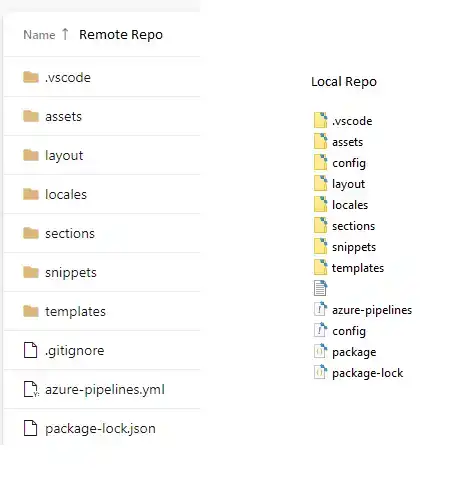 Name ↑ Remote Repo
.vscode
assets
layout
locales
sections
snippets
templates
.gitignore
azure-pipelines.yml
package-lock.json
Local Repo
.vscode
assets
config
layout
locales
sections
snippets
templates
azure-pipelines
config
package
package-lock